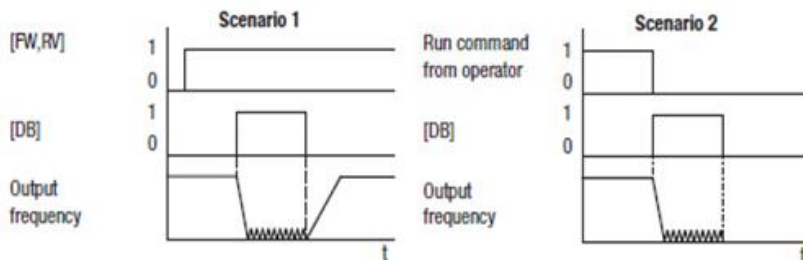 Scenario 1
[FW,RV]
1
0
[DB]
1
0
Output
frequency
t
Scenario 2
Run command
from operator
1
0
[DB]
1
0
Output
frequency
t